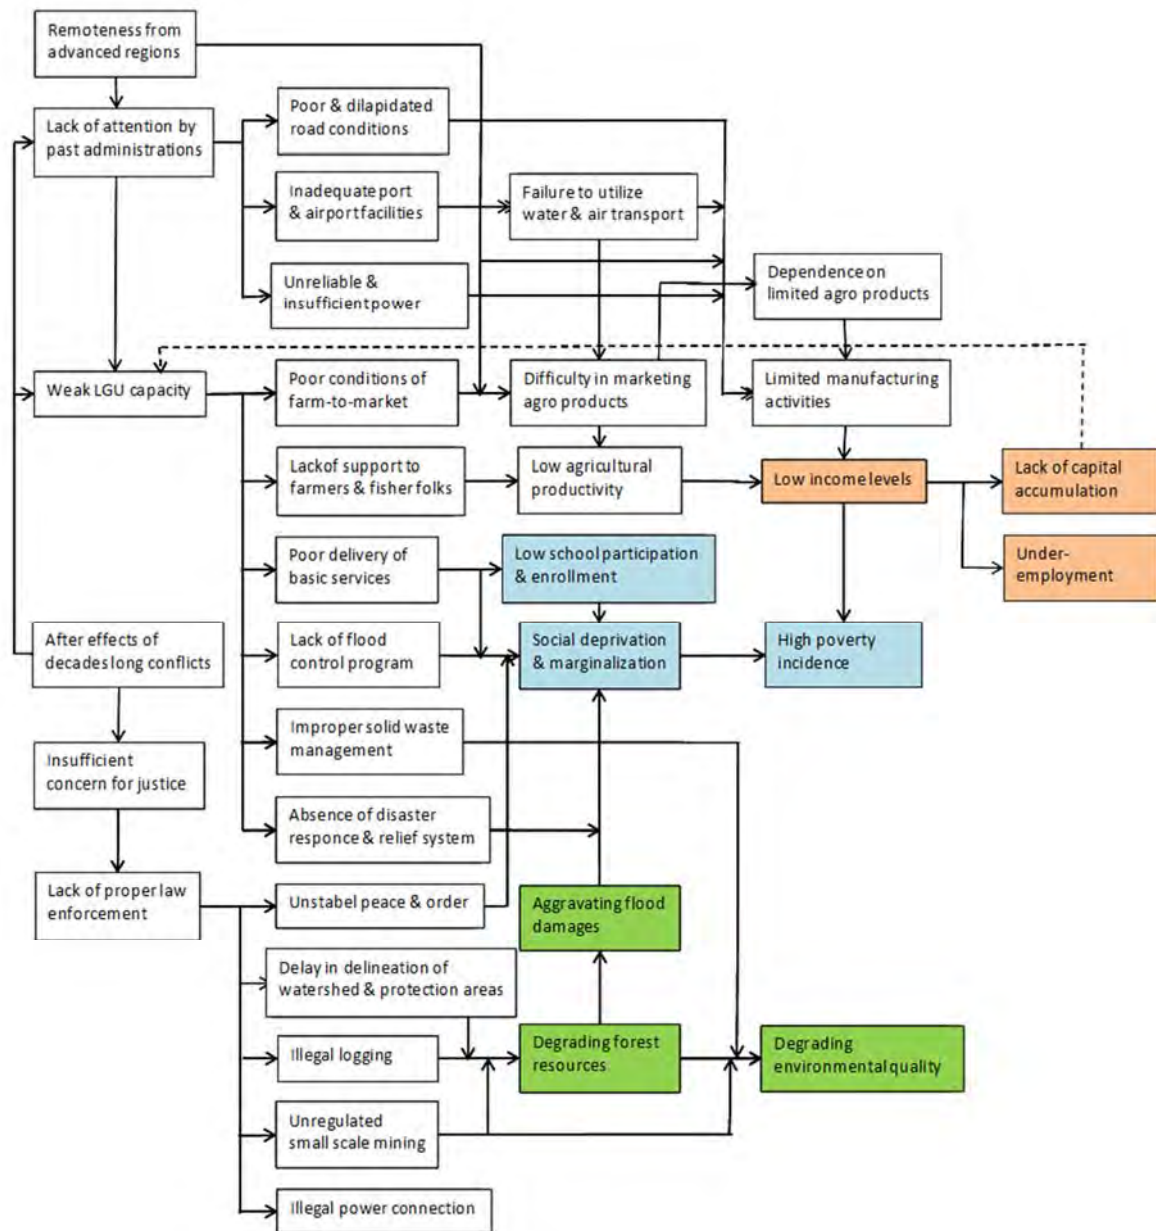 Remoteness from
advanced regions
Lack of attention by
past administrations
Poor & dilapidated
road conditions
Inadequate port
& airport facilities
Failure to utilize
water & air transport
Unreliable &
insufficient power
Dependence on
limited agro products
Weak LGU capacity
Poor conditions of
farm-to-market
Difficulty in marketing
agro products
Limited manufacturing
activities
Lackof support to
farmers & fisher folks
Low agricultural
productivity
Low income levels
Lack of capital
accumulation
Poor delivery of
basic services
Low school participation
& enrollment
Under-
employment
After effects of
decades long conflicts
Lack of flood
control program
Social deprivation
& marginalization
High poverty
incidence
Insufficient
concern for justice
Improper solid waste
management
Absence of disaster
responce & relief system
Lack of proper law
enforcement
Unstabel peace & order
Aggravating flood
damages
Delay in delineation of
watershed & protection areas
Illegal logging
Degrading forest
resources
Degrading
environmental quality
Unregulated
small scale mining
Illegal power connection